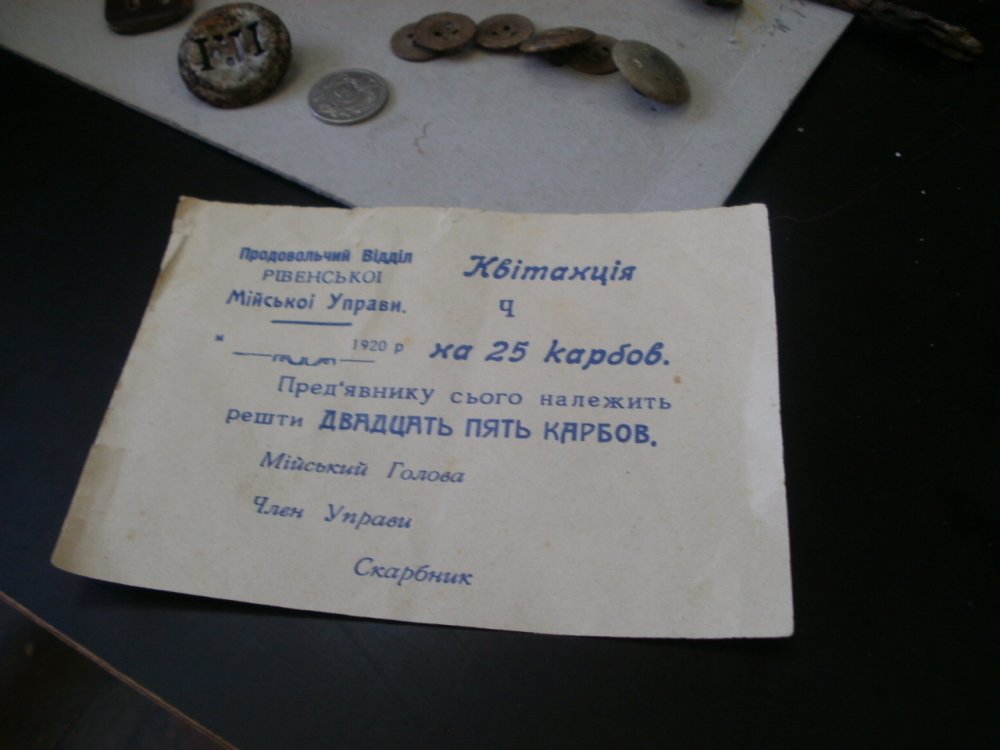 Продовольчий Відділ
РІВЕНСЬКОЇ
Мійської Управи.
" 1920 р
Квітанція
Ч
на 25 карбов.
Пред'явнику сього належить
решти ДВАДЦАТЬ ПЯТЬ КАРБОВ.
Мійський Голова
Член Управи
Скарбник